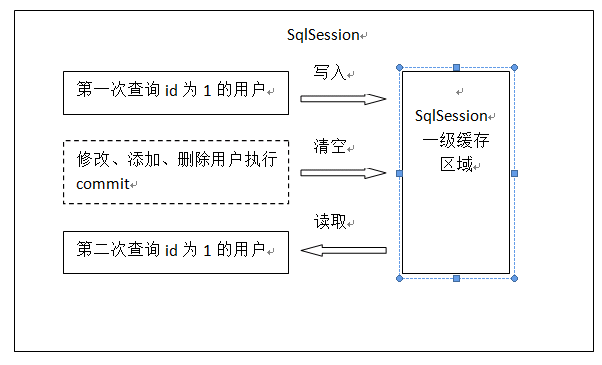 SqlSession
第一次查询 id 为 1 的用户
写入
SqlSession
一级缓存
区域
修改、添加、删除用户执行
commit
清空
读取
第二次查询 id 为 1 的用户